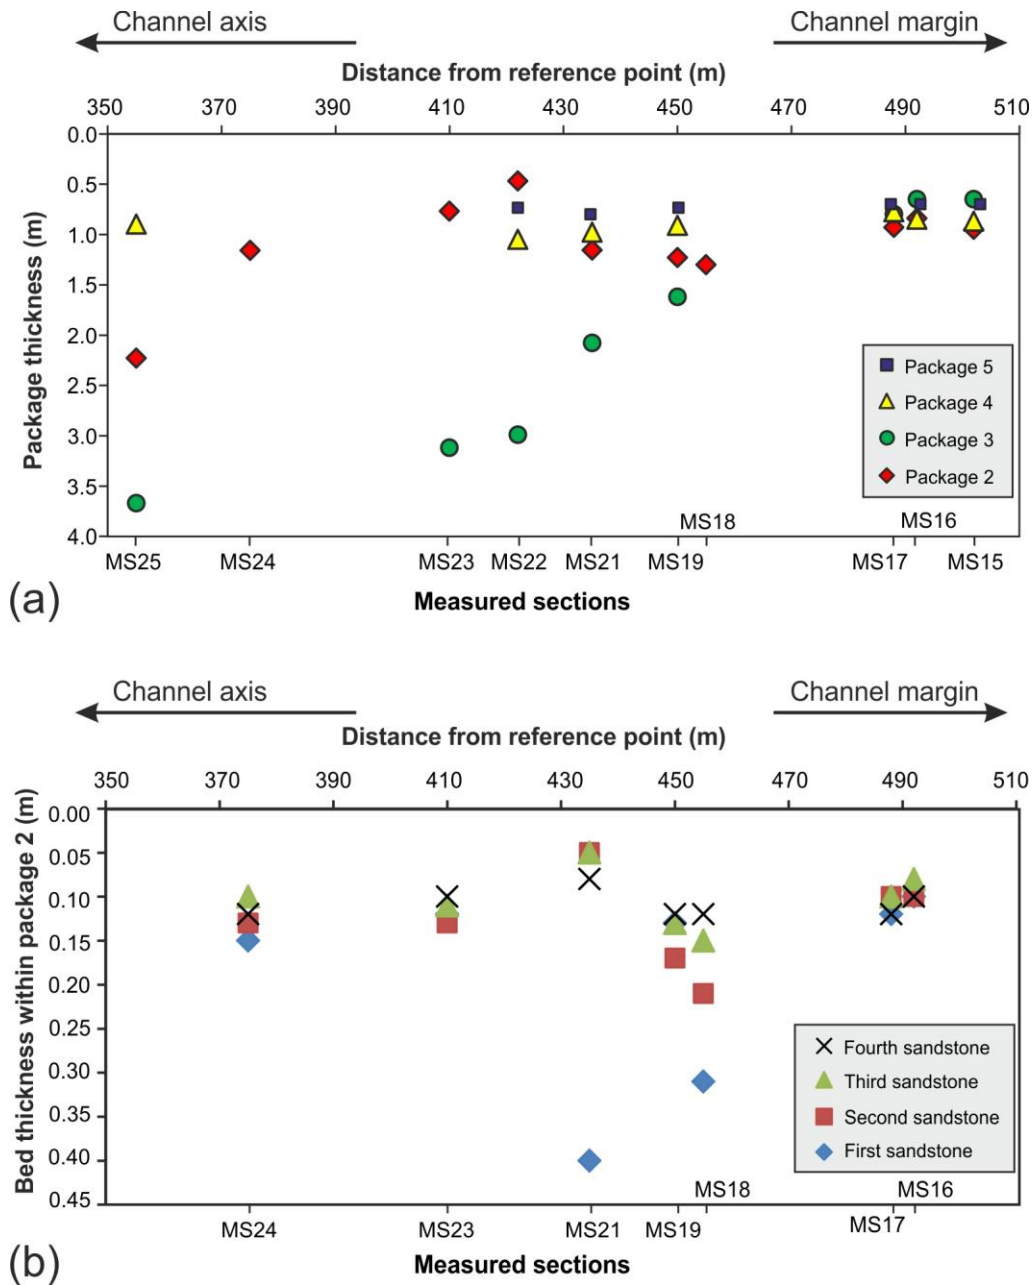 Channel axis Channel margin
Distance from reference point (m)
350 370 390 410 430 450 470 490 510
Package thickness (m)
0.0
0.5
1.0
1.5
2.0
2.5
3.0
3.5
4.0
Package 5
Package 4
Package 3
Package 2
MS18 MS16
MS25 MS24 MS23 MS22 MS21 MS19 MS17 MS15
(a)
Measured sections
Channel axis Channel margin
Distance from reference point (m)
350 370 390 410 430 450 470 490 510
Bed thickness within package 2 (m)
0.00
0.05
0.10
0.15
0.20
0.25
0.30
0.35
0.40
0.45
Fourth sandstone
Third sandstone
Second sandstone
First sandstone
MS18 MS16
MS24 MS23 MS21 MS19 MS17
(b)
Measured sections